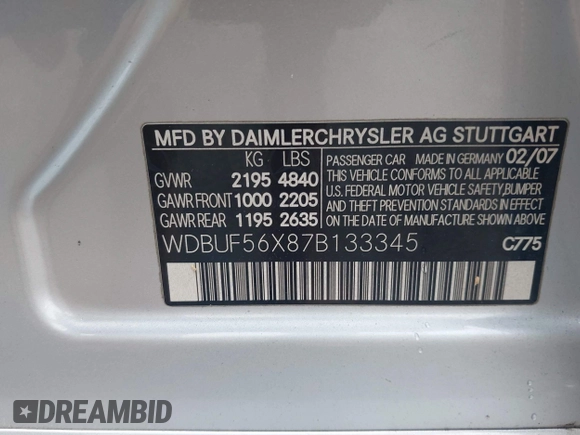 MFD BY DAIMLERCHRYSLER AG STUTTGART
KG LBS
GVWR 2195 4840
GAWR FRONT 1000 2205
GAWR REAR 1195 2635
PASSENGER CAR MADE IN GERMANY 02/07
THIS VEHICLE CONFORMS TO ALL APPLICABLE
U.S. FEDERAL MOTOR VEHICLE SAFETY, BUMPER
AND THEFT PREVENTION STANDARDS IN EFFECT
ON THE DATE OF MANUFACTURE SHOWN ABOVE.
WDBUF56X87B133345
C775
DREAMBID